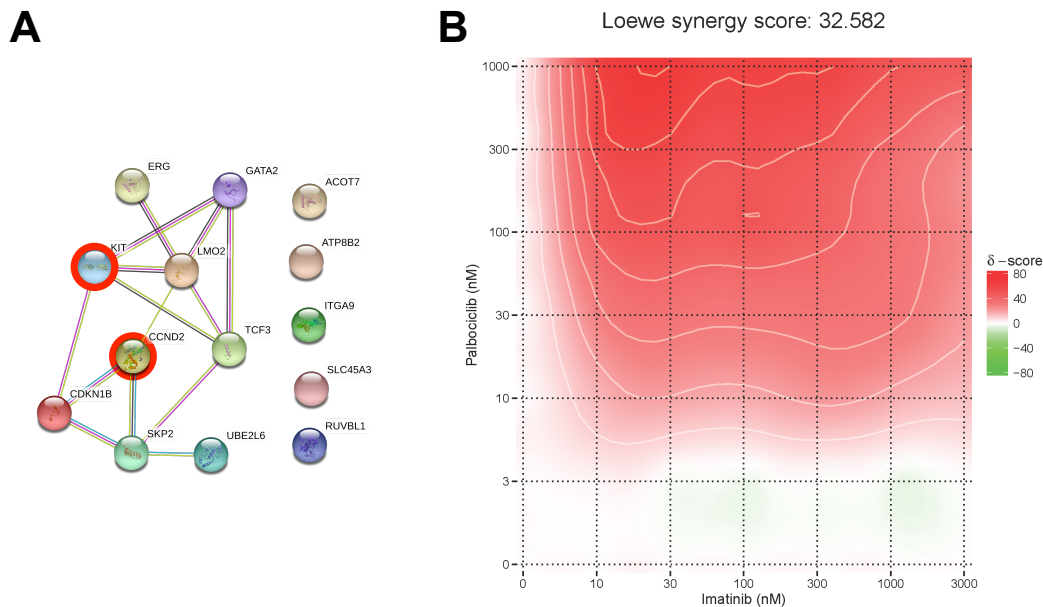 A
B
Loewe synergy score: 32.582
ERG
GATA2
ACOT7
KIT
LMO2
ATP8B2
ITGA9
CCND2
TCF3
SLC45A3
CDKN1B
SKP2
UBE2L6
RUVBL1
Palbociclib (nM)
1000
300
100
30
10
3
0
0 10 30 100 300 1000 3000
Imatinib (nM)
δ -score
80
40
0
-40
-80